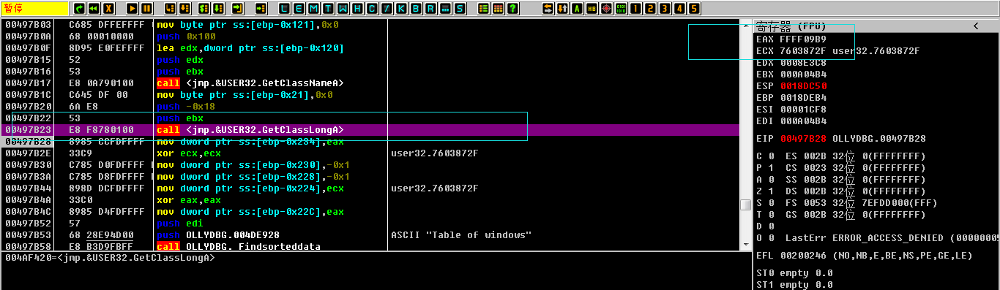 暂停 L E M T W H C / K B R ... S A HB 0101 1010 1 2 3 4 5
00497B03 C685 DFFEFFFF mov byte ptr ss:[ebp-0x121],0x0
00497B0A 68 00010000 push 0x100
00497B0F 8D95 E0FEFFFF lea edx,dword ptr ss:[ebp-0x120]
00497B15 52 push edx
00497B16 53 push ebx
00497B17 E8 0A790100 call <jmp.&USER32.GetClassNameA>
00497B1C C645 DF 00 mov byte ptr ss:[ebp-0x21],0x0
00497B20 6A E8 push -0x18
00497B22 53 push ebx
00497B23 E8 F8780100 call <jmp.&USER32.GetClassLongA>
00497B28 8985 CCFDFFFF mov dword ptr ss:[ebp-0x234],eax
00497B2E 33C9 xor ecx,ecx user32.7603872F
00497B30 C785 D0FDFFFF mov dword ptr ss:[ebp-0x230],-0x1
00497B3A C785 D8FDFFFF mov dword ptr ss:[ebp-0x228],-0x1
00497B44 898D DCFDFFFF mov dword ptr ss:[ebp-0x224],ecx user32.7603872F
00497B4A 33C0 xor eax,eax
00497B4C 8985 D4FDFFFF mov dword ptr ss:[ebp-0x22C],eax
00497B52 57 push edi
00497B53 68 28E94D00 push OLLYDBG.004DE928 ASCII "Table of windows"
00497B58 E8 B3D9FBFF call OLLYDBG._Findsorteddata
004AF420=<jmp.&USER32.GetClassLongA>
寄存器 (FPU) <
EAX FFFF09B9
ECX 7603872F user32.7603872F
EDX 0008E3C8
EBX 000A04B4
ESP 0018DC50
EBP 0018DEB4
ESI 00001CF8
EDI 000A04B4
EIP 00497B28 OLLYDBG.00497B28
C 0 ES 002B 32位 0(FFFFFFFF)
P 1 CS 0023 32位 0(FFFFFFFF)
A 0 SS 002B 32位 0(FFFFFFFF)
Z 1 DS 002B 32位 0(FFFFFFFF)
S 0 FS 0053 32位 7EFDD000(FFF)
T 0 GS 002B 32位 0(FFFFFFFF)
D 0
O 0 LastErr ERROR_ACCESS_DENIED (00000005
EFL 00200246 (NO,NB,E,BE,NS,PE,GE,LE)
ST0 empty 0.0
ST1 empty 0.0